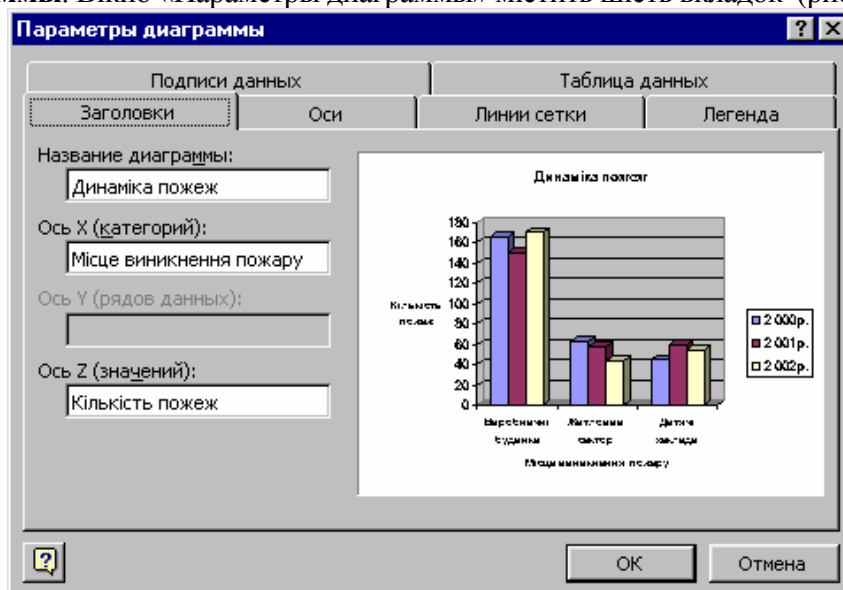 Параметры диаграммы
Подписи данных
Таблица данных
Заголовки
Оси
Линии сетки
Легенда
Название диаграммы:
Динаміка пожеж
Ось X (категорий):
Місце виникнення пожару
Ось Y (рядов данных):
Ось Z (значений):
Кількість пожеж
Динаміка пожеж
180
160
140
120
100
80
60
40
20
0
Кількість
пожеж
2 000р.
2 001р.
2 002р.
Виробничі
будинки
Житловий
сектор
Дитячі
заклади
Місце виникнення пожару
ОК
Отмена